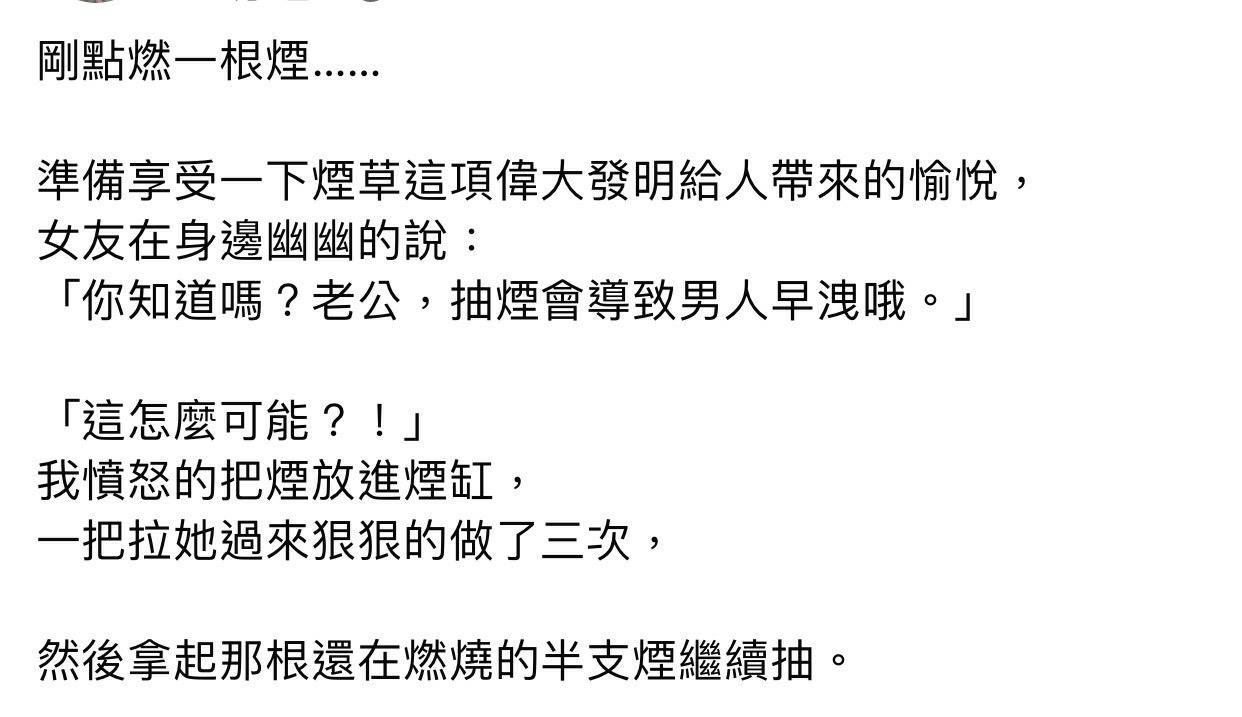 剛點燃一根煙……
準備享受一下煙草這項偉大發明給人帶來的愉悅，
女友在身邊幽幽的說：
「你知道嗎？老公，抽煙會導致男人早洩哦。」
「這怎麼可能？！」
我憤怒的把煙放進煙缸，
一把拉她過來狠狠的做了三次，
然後拿起那根還在燃燒的半支煙繼續抽。